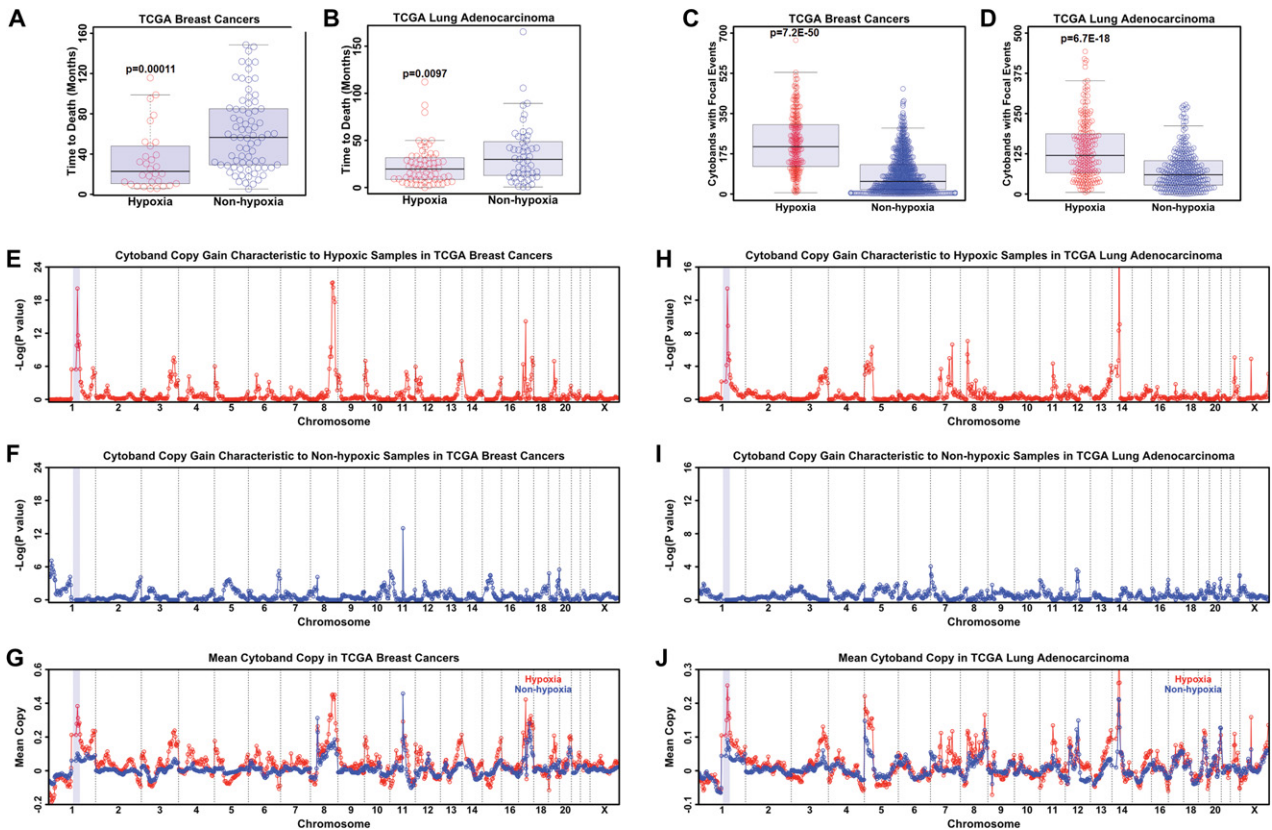 A
TCGA Breast Cancers
Time to Death (Months)
160
120
80
40
0
p=0.00011
Hypoxia
Non-hypoxia
B
TCGA Lung Adenocarcinoma
Time to Death (Months)
150
100
50
0
p=0.0097
Hypoxia
Non-hypoxia
C
TCGA Breast Cancers
Cytobands with Focal Events
700
525
350
175
0
p=7.2E-50
Hypoxia
Non-hypoxia
D
TCGA Lung Adenocarcinoma
Cytobands with Focal Events
500
375
250
125
0
p=6.7E-18
Hypoxia
Non-hypoxia
E
Cytoband Copy Gain Characteristic to Hypoxic Samples in TCGA Breast Cancers
-Log(P value)
24
18
12
6
0
1 2 3 4 5 6 7 8 9 10 11 12 13 14 16 18 20 X
Chromosome
F
Cytoband Copy Gain Characteristic to Non-hypoxic Samples in TCGA Breast Cancers
-Log(P value)
24
18
12
6
0
1 2 3 4 5 6 7 8 9 10 11 12 13 14 16 18 20 X
Chromosome
G
Mean Cytoband Copy in TCGA Breast Cancers
Mean Copy
0.6
0.4
0.2
0
-0.2
Hypoxia
Non-hypoxia
1 2 3 4 5 6 7 8 9 10 11 12 13 14 16 18 20 X
Chromosome
H
Cytoband Copy Gain Characteristic to Hypoxic Samples in TCGA Lung Adenocarcinoma
-Log(P value)
16
12
8
4
0
1 2 3 4 5 6 7 8 9 10 11 12 13 14 16 18 20 X
Chromosome
I
Cytoband Copy Gain Characteristic to Non-hypoxic Samples in TCGA Lung Adenocarcinoma
-Log(P value)
16
12
8
4
0
1 2 3 4 5 6 7 8 9 10 11 12 13 14 16 18 20 X
Chromosome
J
Mean Cytoband Copy in TCGA Lung Adenocarcinoma
Mean Copy
0.3
0.2
0.1
0
-0.1
Hypoxia
Non-hypoxia
1 2 3 4 5 6 7 8 9 10 11 12 13 14 16 18 20 X
Chromosome